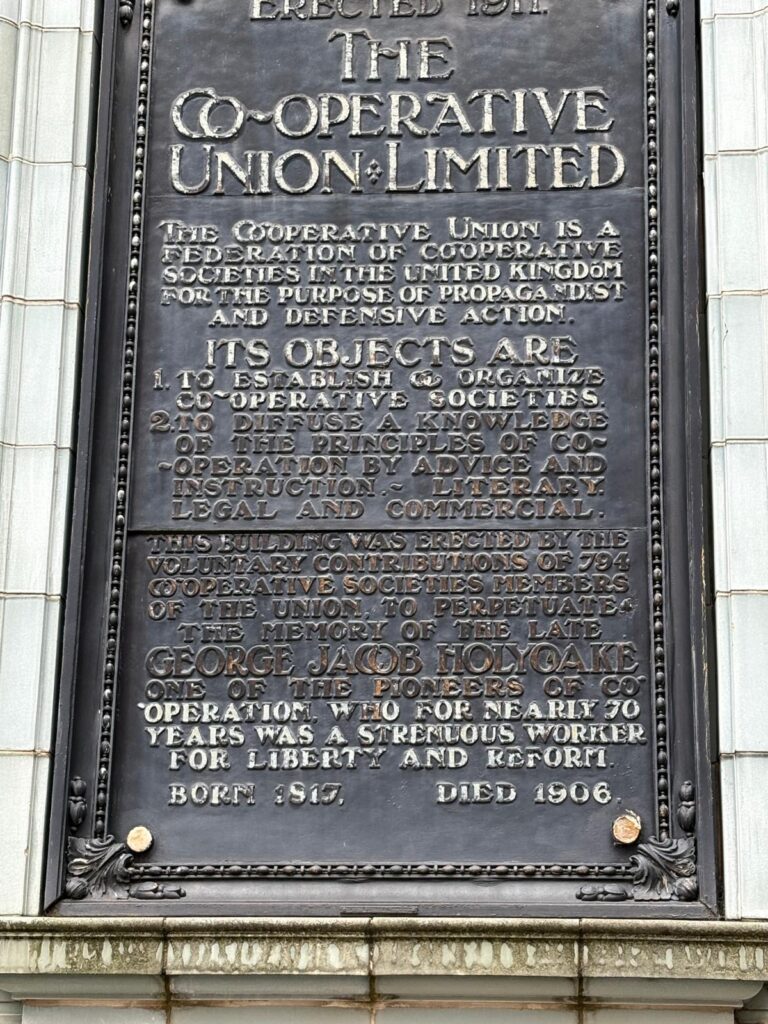 ERECTED 1911.
THE
CO-OPERATIVE
UNION LIMITED
THE COOPERATIVE UNION IS A
FEDERATION OF COOPERATIVE
SOCIETIES IN THE UNITED KINGDOM
FOR THE PURPOSE OF PROPAGANDIST
AND DEFENSIVE ACTION.
ITS OBJECTS ARE
1. TO ESTABLISH & ORGANIZE
CO-OPERATIVE SOCIETIES.
2. TO DIFFUSE A KNOWLEDGE
OF THE PRINCIPLES OF CO-
-OPERATION BY ADVICE AND
INSTRUCTION.~ LITERARY.
LEGAL AND COMMERCIAL.
THIS BUILDING WAS ERECTED BY THE
VOLUNTARY CONTRIBUTIONS OF 794
COOPERATIVE SOCIETIES MEMBERS
OF THE UNION, TO PERPETUATE
THE MEMORY OF THE LATE
GEORGE JACOB HOLYOAKE
ONE OF THE PIONEERS OF CO
OPERATION, WHO FOR NEARLY 70
YEARS WAS A STRENUOUS WORKER
FOR LIBERTY AND REFORM.
BORN 1817. DIED 1906.